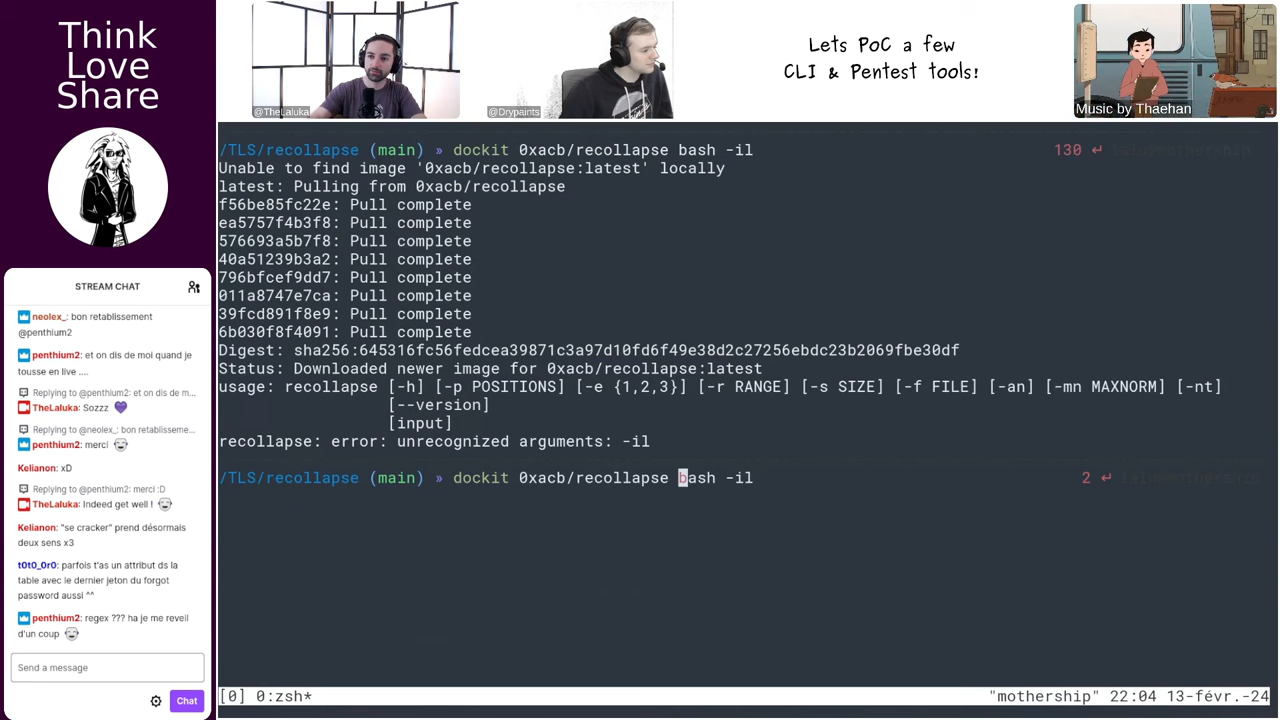 Think
Love
Share
@TheLaluka
@Drypaints
Lets PoC a few
CLI & Pentest tools!
Music by Thaehan
STREAM CHAT
neolex_: bon retablissement
@penthium2
penthium2: et on dis de moi quand je
tousse en live ....
Replying to @penthium2: et on dis de m...
TheLaluka: Sozzz
Replying to @neolex_: bon retablisseme...
penthium2: merci
Kelianon: xD
Replying to @penthium2: merci :D
TheLaluka: Indeed get well !
Kelianon: "se cracker" prend désormais
deux sens x3
t0t0_0r0: parfois t'as un attribut ds la
table avec le dernier jeton du forgot
password aussi ^^
penthium2: regex ??? ha je me reveil
d'un coup
Send a message
Chat
/TLS/recollapse (main) » dockit 0xacb/recollapse bash -il 130 ↵
Unable to find image '0xacb/recollapse:latest' locally
latest: Pulling from 0xacb/recollapse
f56be85fc22e: Pull complete
ea5757f4b3f8: Pull complete
576693a5b7f8: Pull complete
40a51239b3a2: Pull complete
796bfcef9dd7: Pull complete
011a8747e7ca: Pull complete
39fcd891f8e9: Pull complete
6b030f8f4091: Pull complete
Digest: sha256:645316fc56fedcea39871c3a97d10fd6f49e38d2c27256ebdc23b2069fbe30df
Status: Downloaded newer image for 0xacb/recollapse:latest
usage: recollapse [-h] [-p POSITIONS] [-e {1,2,3}] [-r RANGE] [-s SIZE] [-f FILE] [-an] [-mn MAXNORM] [-nt]
[--version]
[input]
recollapse: error: unrecognized arguments: -il
/TLS/recollapse (main) » dockit 0xacb/recollapse bash -il 2 ↵
[0] 0:zsh* "mothership" 22:04 13-févr.-24